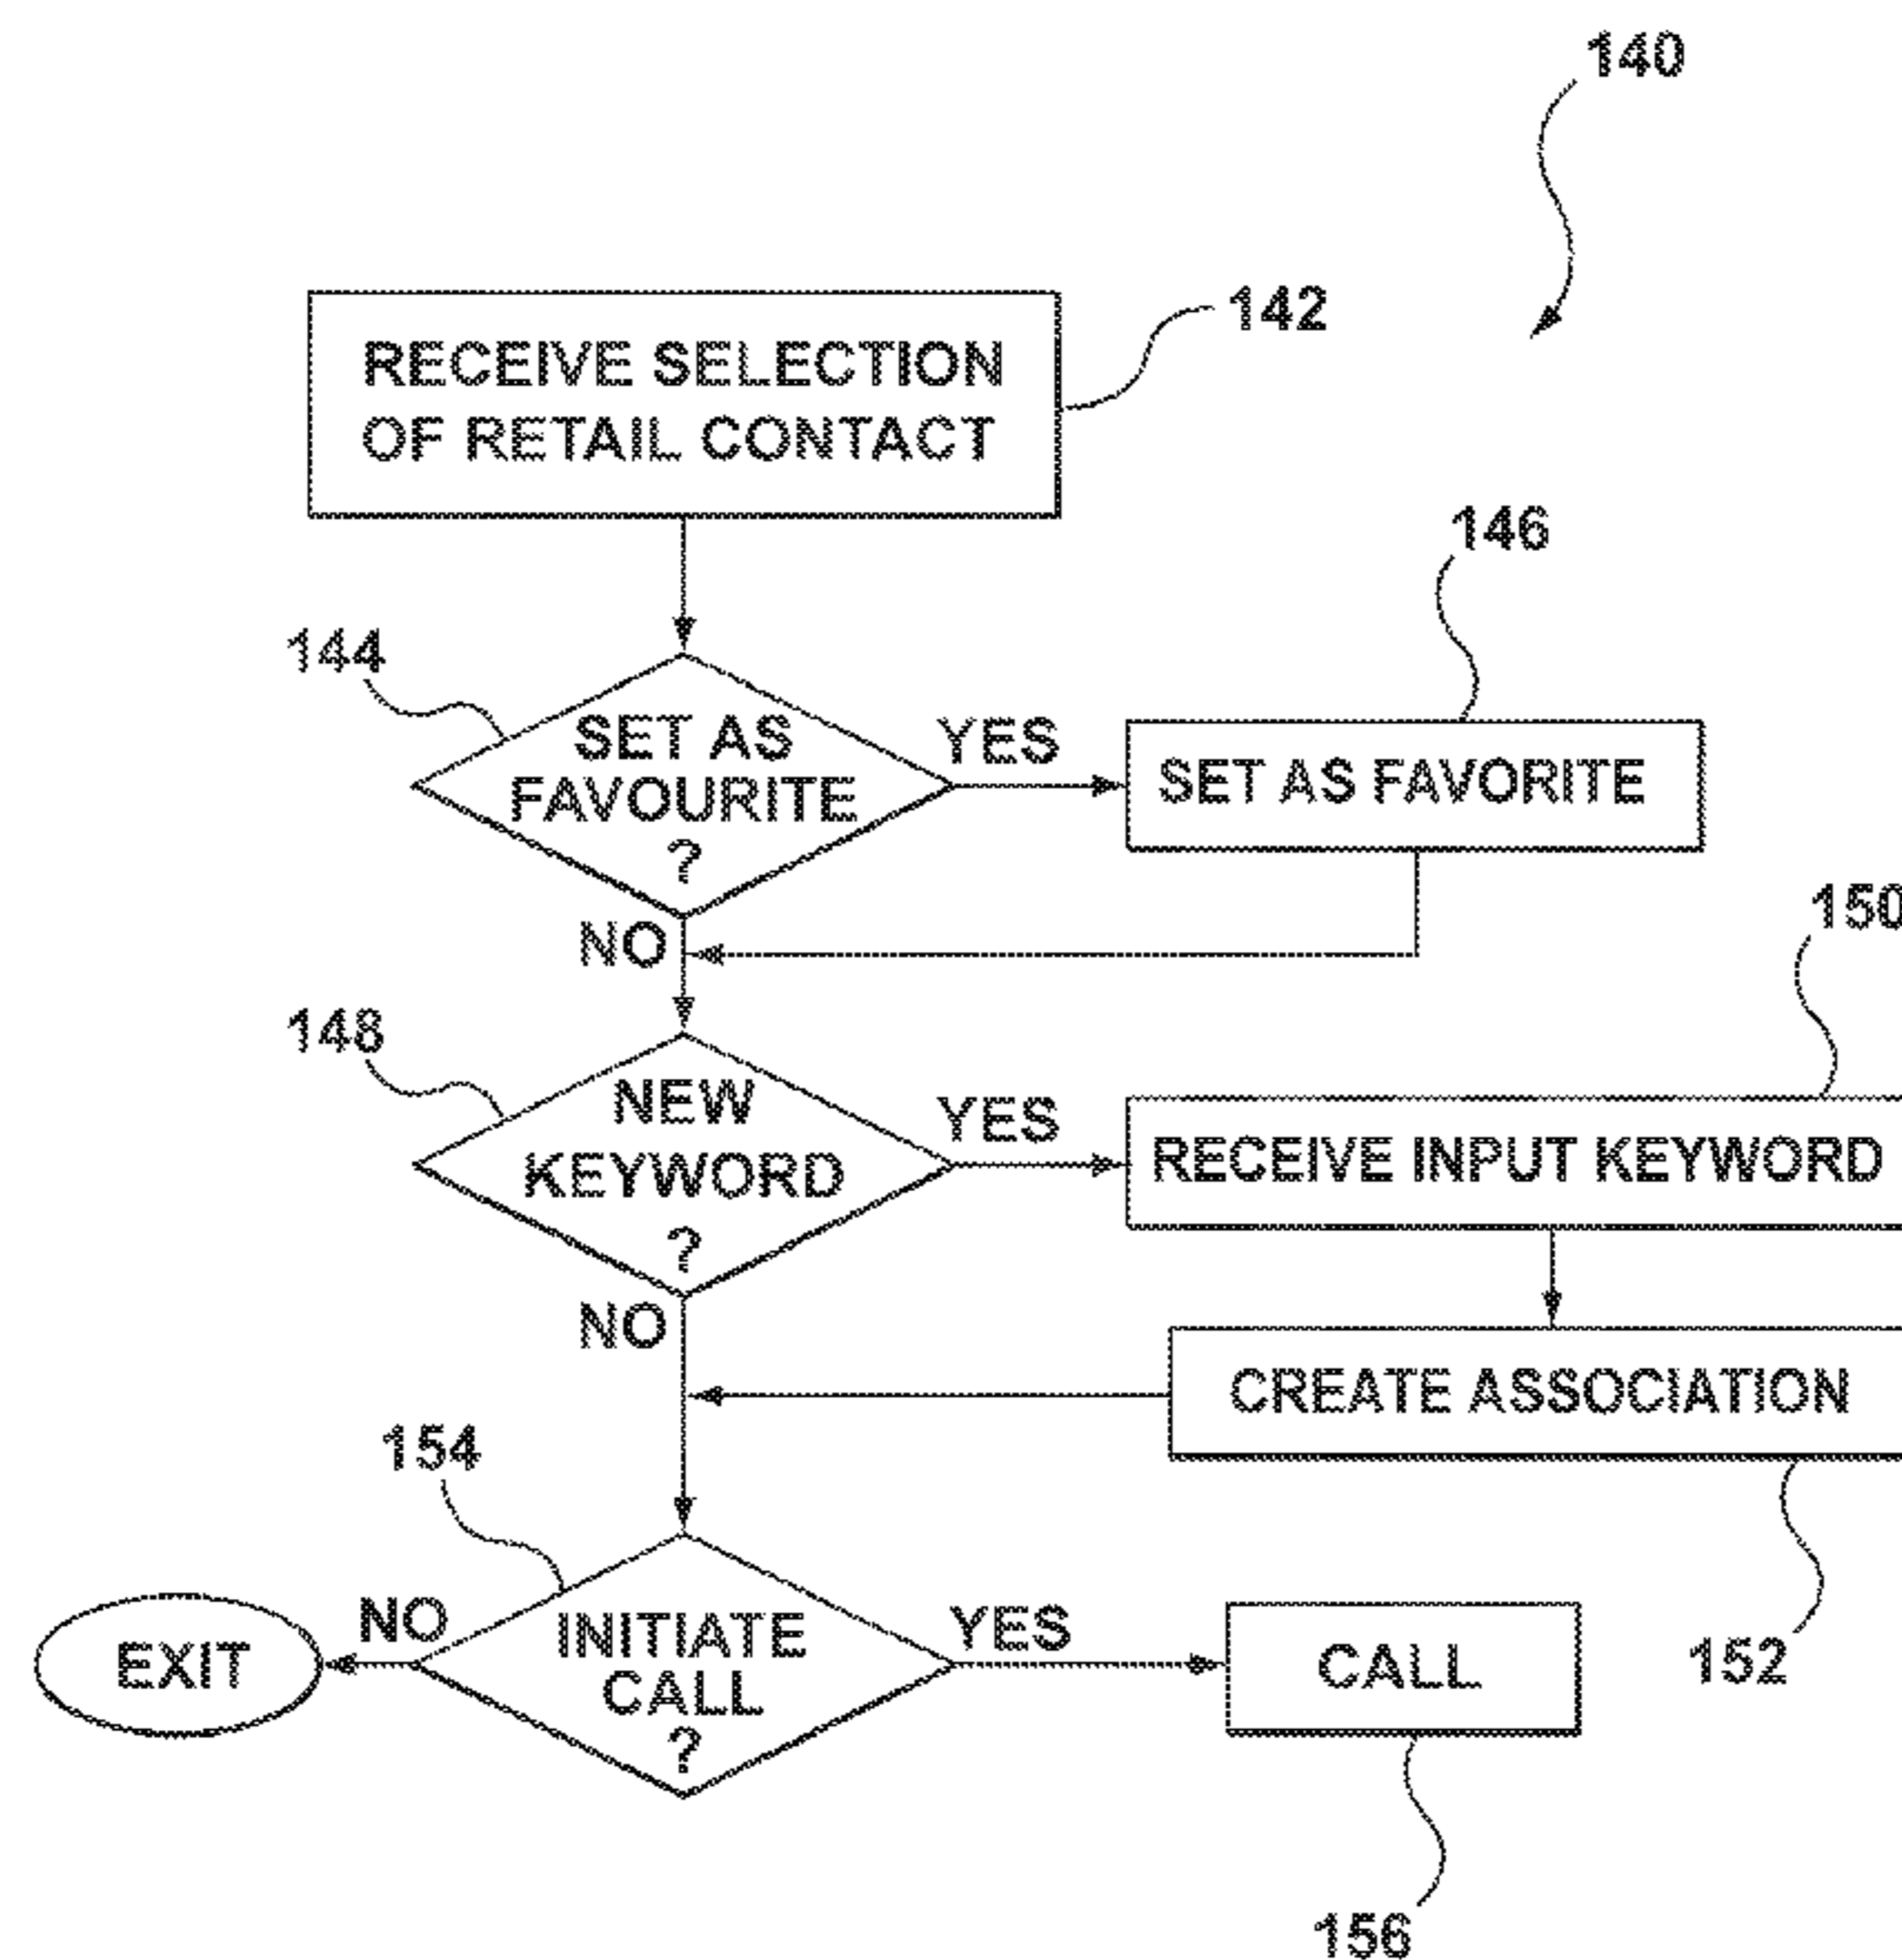 140
RECEIVE SELECTION
OF RETAIL CONTACT
142
144
SET AS
FAVOURITE
?
YES
146
SET AS FAVORITE
NO
148
NEW
KEYWORD
?
YES
150
RECEIVE INPUT KEYWORD
NO
CREATE ASSOCIATION
152
154
INITIATE
CALL
?
NO
EXIT
YES
CALL
156